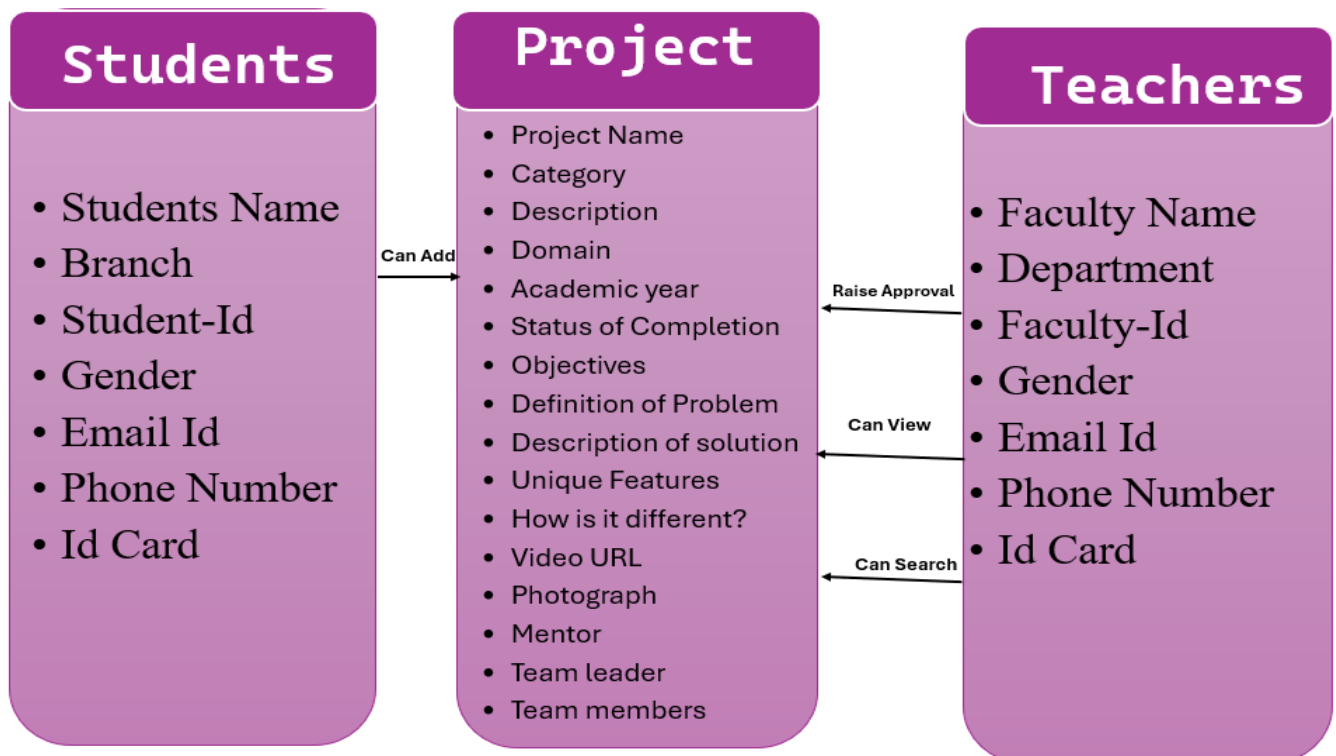 Students
• Students Name
• Branch
• Student-Id
• Gender
• Email Id
• Phone Number
• Id Card
Can Add
Project
• Project Name
• Category
• Description
• Domain
• Academic year
• Status of Completion
• Objectives
• Definition of Problem
• Description of solution
• Unique Features
• How is it different?
• Video URL
• Photograph
• Mentor
• Team leader
• Team members
Raise Approval
Can View
Can Search
Teachers
• Faculty Name
• Department
• Faculty-Id
• Gender
• Email Id
• Phone Number
• Id Card